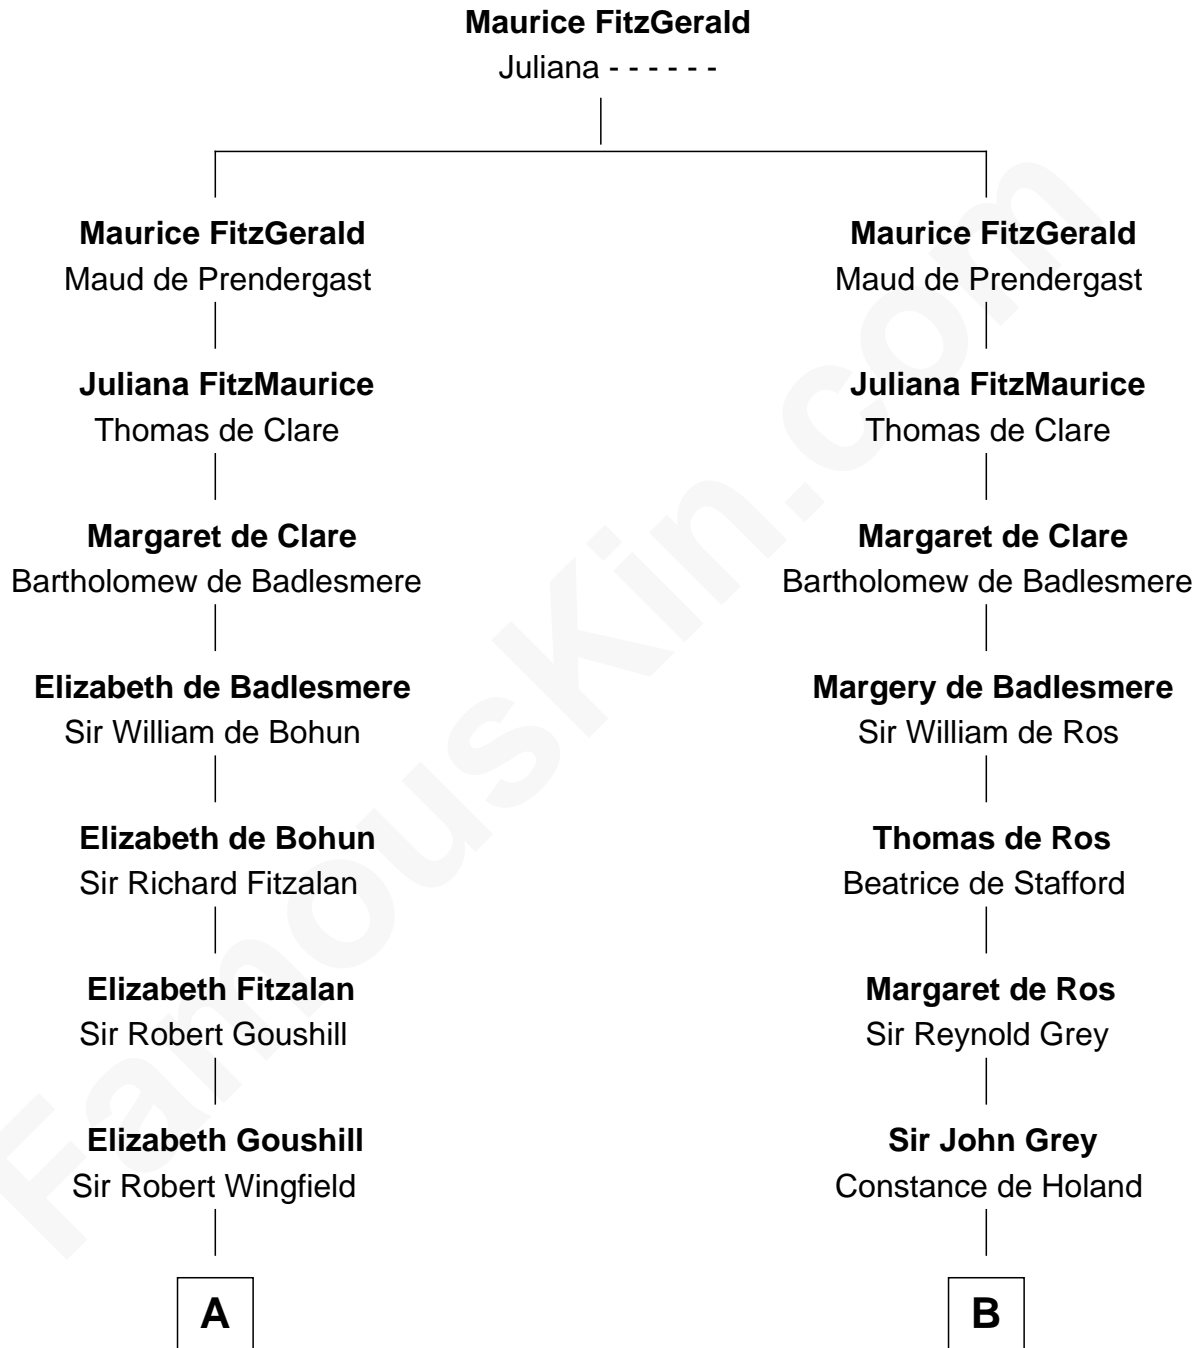 Maurice FitzGerald
Juliana - - - - - -
Maurice FitzGerald
Maud de Prendergast
Juliana FitzMaurice
Thomas de Clare
Margaret de Clare
Bartholomew de Badlesmere
Elizabeth de Badlesmere
Sir William de Bohun
Elizabeth de Bohun
Sir Richard Fitzalan
Elizabeth Fitzalan
Sir Robert Goushill
Elizabeth Goushill
Sir Robert Wingfield
A
Maurice FitzGerald
Maud de Prendergast
Juliana FitzMaurice
Thomas de Clare
Margaret de Clare
Bartholomew de Badlesmere
Margery de Badlesmere
Sir William de Ros
Thomas de Ros
Beatrice de Stafford
Margaret de Ros
Sir Reynold Grey
Sir John Grey
Constance de Holand
B
FamousKin.com